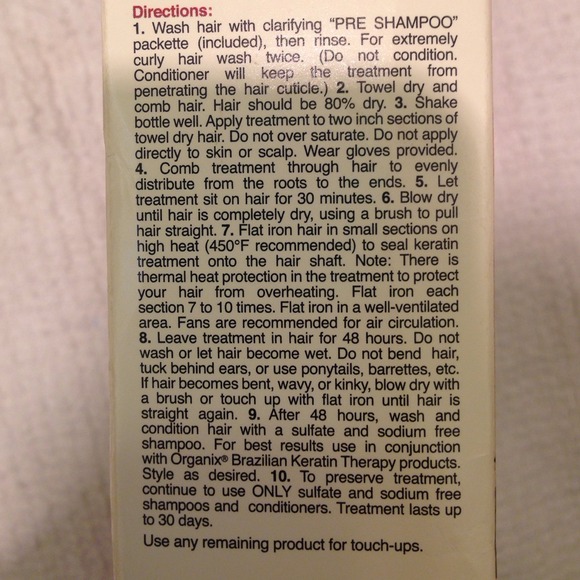 Directions:
1. Wash hair with clarifying “PRE SHAMPOO”
packette (included), then rinse. For extremely
curly hair wash twice. (Do not condition.
Conditioner will keep the treatment from
penetrating the hair cuticle.) 2. Towel dry and
comb hair. Hair should be 80% dry. 3. Shake
bottle well. Apply treatment to two inch sections of
towel dry hair. Do not over saturate. Do not apply
directly to skin or scalp. Wear gloves provided.
4. Comb treatment through hair to evenly
distribute from the roots to the ends. 5. Let
treatment sit on hair for 30 minutes. 6. Blow dry
until hair is completely dry, using a brush to pull
hair straight. 7. Flat iron hair in small sections on
high heat (450°F recommended) to seal keratin
treatment onto the hair shaft. Note: There is
thermal heat protection in the treatment to protect
your hair from overheating. Flat iron each
section 7 to 10 times. Flat iron in a well-ventilated
area. Fans are recommended for air circulation.
8. Leave treatment in hair for 48 hours. Do not
wash or let hair become wet. Do not bend hair,
tuck behind ears, or use ponytails, barrettes, etc.
If hair becomes bent, wavy, or kinky, blow dry with
a brush or touch up with flat iron until hair is
straight again. 9. After 48 hours, wash and
condition hair with a sulfate and sodium free
shampoo. For best results use in conjunction
with Organix® Brazilian Keratin Therapy products.
Style as desired. 10. To preserve treatment,
continue to use ONLY sulfate and sodium free
shampoos and conditioners. Treatment lasts up
to 30 days.
Use any remaining product for touch-ups.